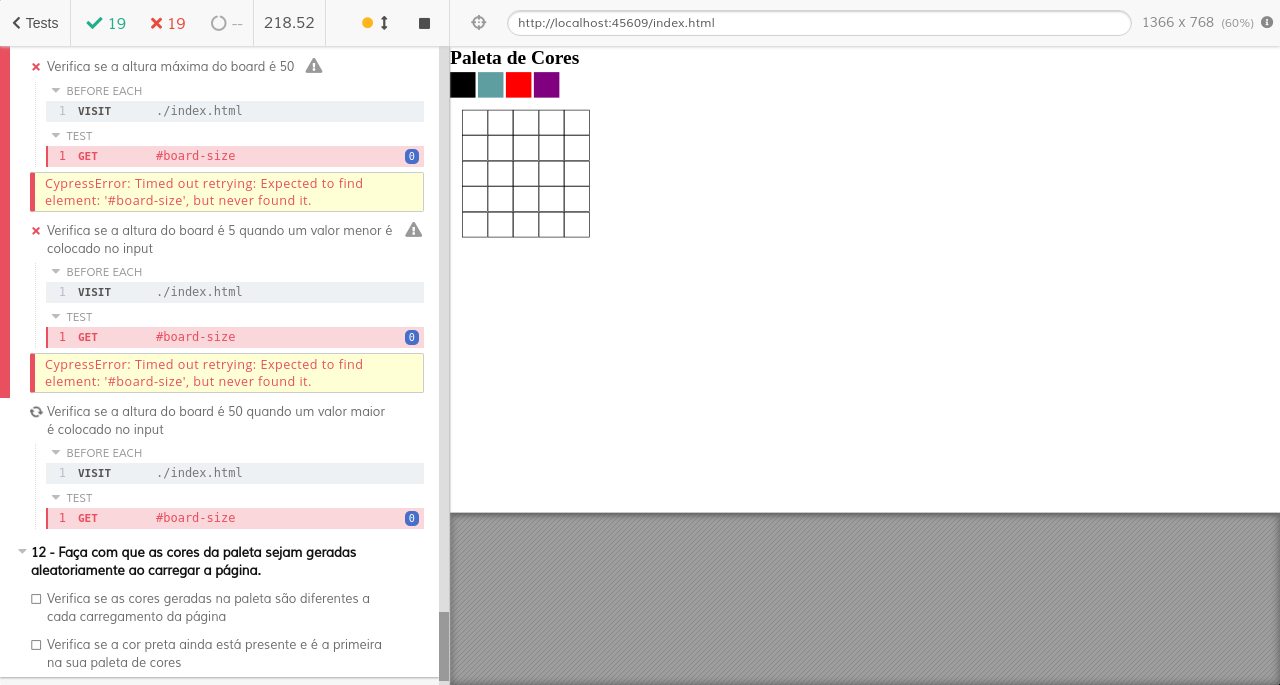 Tests
19
19
--
218.52
http://localhost:45609/index.html
1366 x 768 (60%)
Verifica se a altura máxima do board é 50
BEFORE EACH
1 VISIT ./index.html
TEST
1 GET #board-size 0
CypressError: Timed out retrying: Expected to find
element: '#board-size', but never found it.
Verifica se a altura do board é 5 quando um valor menor é
colocado no input
BEFORE EACH
1 VISIT ./index.html
TEST
1 GET #board-size 0
CypressError: Timed out retrying: Expected to find
element: '#board-size', but never found it.
Verifica se a altura do board é 50 quando um valor maior
é colocado no input
BEFORE EACH
1 VISIT ./index.html
TEST
1 GET #board-size 0
12 - Faça com que as cores da paleta sejam geradas
aleatoriamente ao carregar a página.
Verifica se as cores geradas na paleta são diferentes a
cada carregamento da página
Verifica se a cor preta ainda está presente e é a primeira
na sua paleta de cores
Paleta de Cores